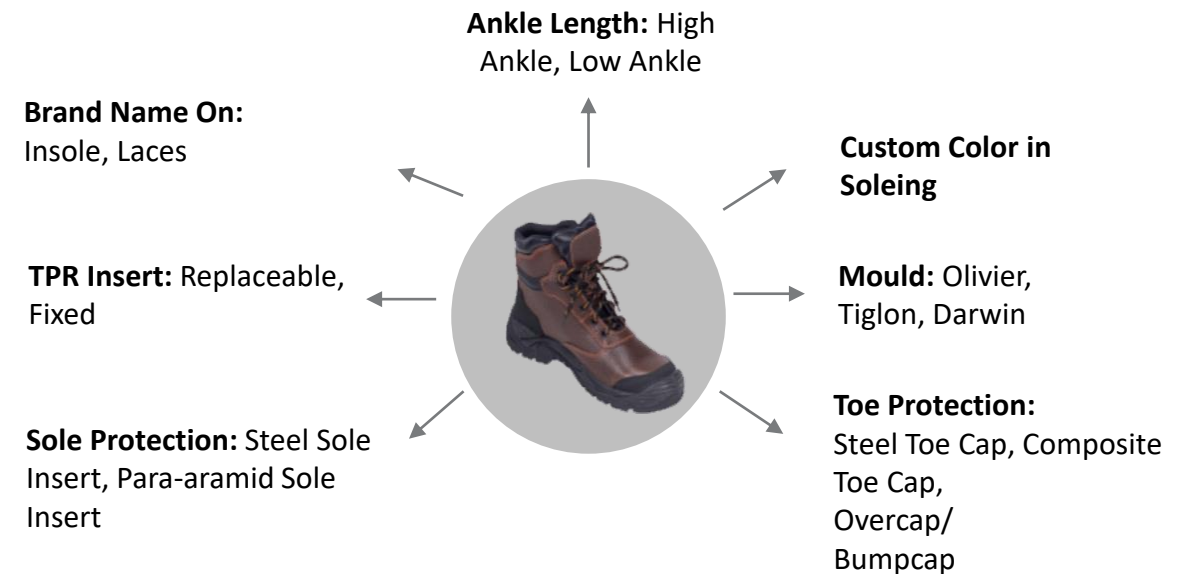 Ankle Length: High
Ankle, Low Ankle
Brand Name On:
Insole, Laces
Custom Color in
Soleing
TPR Insert: Replaceable,
Fixed
Mould: Olivier,
Tiglon, Darwin
Sole Protection: Steel Sole
Insert, Para-aramid Sole
Insert
Toe Protection:
Steel Toe Cap, Composite
Toe Cap,
Overcap/
Bumpcap